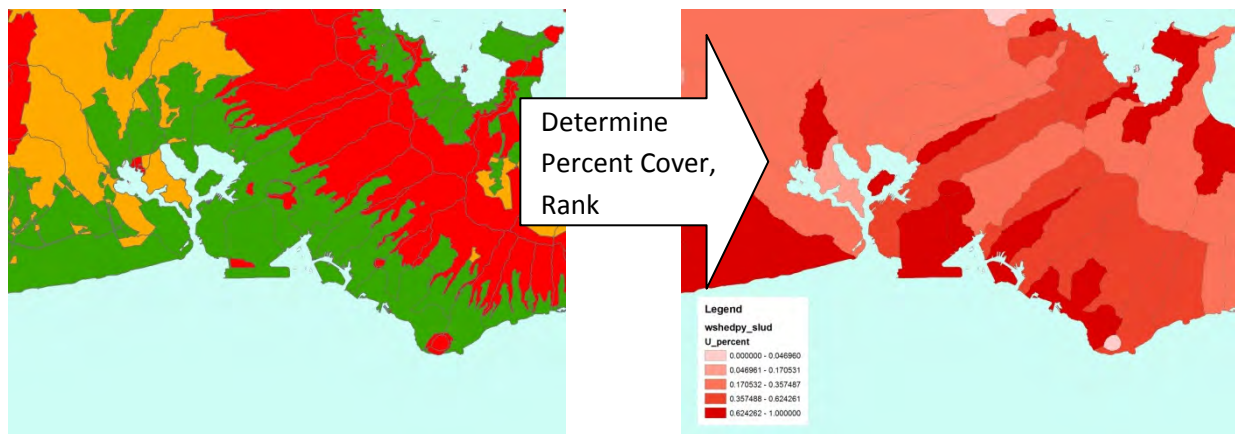 Determine
Percent Cover,
Rank
Legend
wshedpy_slud
U_percent
0.000000 - 0.046960
0.046961 - 0.170531
0.170532 - 0.357487
0.357488 - 0.624261
0.624262 - 1.000000